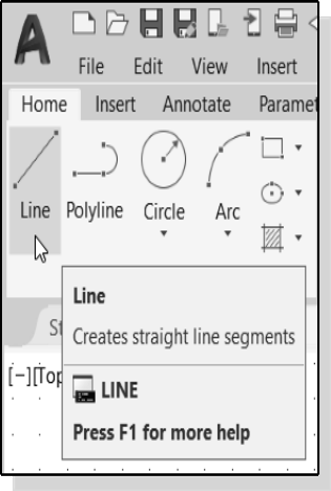 A
File Edit View Insert
Home Insert Annotate Paramet
Line Polyline Circle Arc
Line
Creates straight line segments
St
[−][Top
LINE
Press F1 for more help